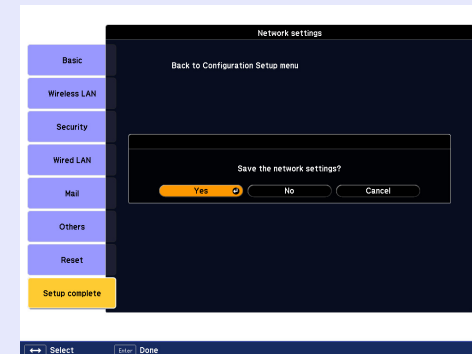 Network settings
Basic
Back to Configuration Setup menu
Wireless LAN
Security
Wired LAN
Save the network settings?
Yes No Cancel
Mail
Others
Reset
Setup complete
Select Enter Done